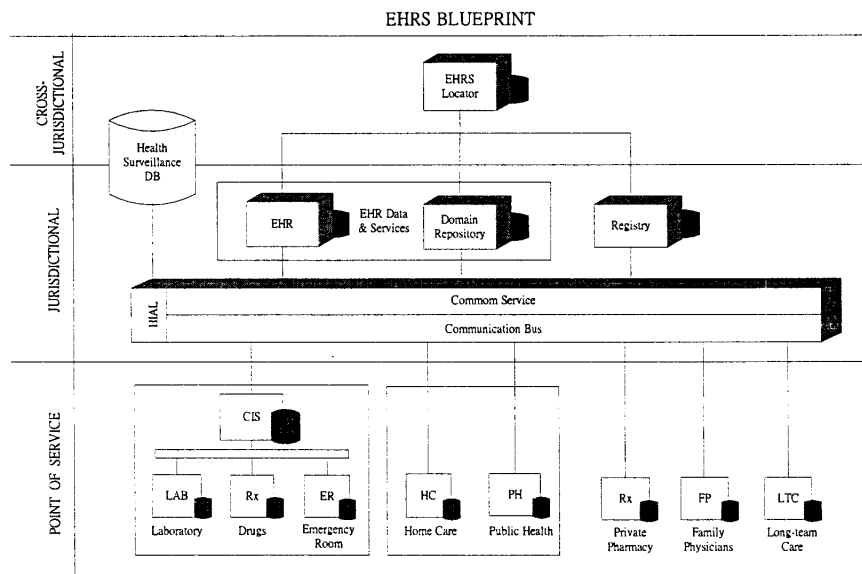 EHRS BLUEPRINT
CROSS-
JURISDICTIONAL
EHRS
Locator
Health
Surveillance
DB
JURISDICTIONAL
EHR
EHR Data
& Services
Domain
Repository
Registry
HIAL
Commom Service
Communication Bus
POINT OF SERVICE
CIS
LAB
Rx
ER
HC
PH
Rx
FP
LTC
Laboratory
Drugs
Emergency
Room
Home Care
Public Health
Private
Pharmacy
Family
Physicians
Long-team
Care